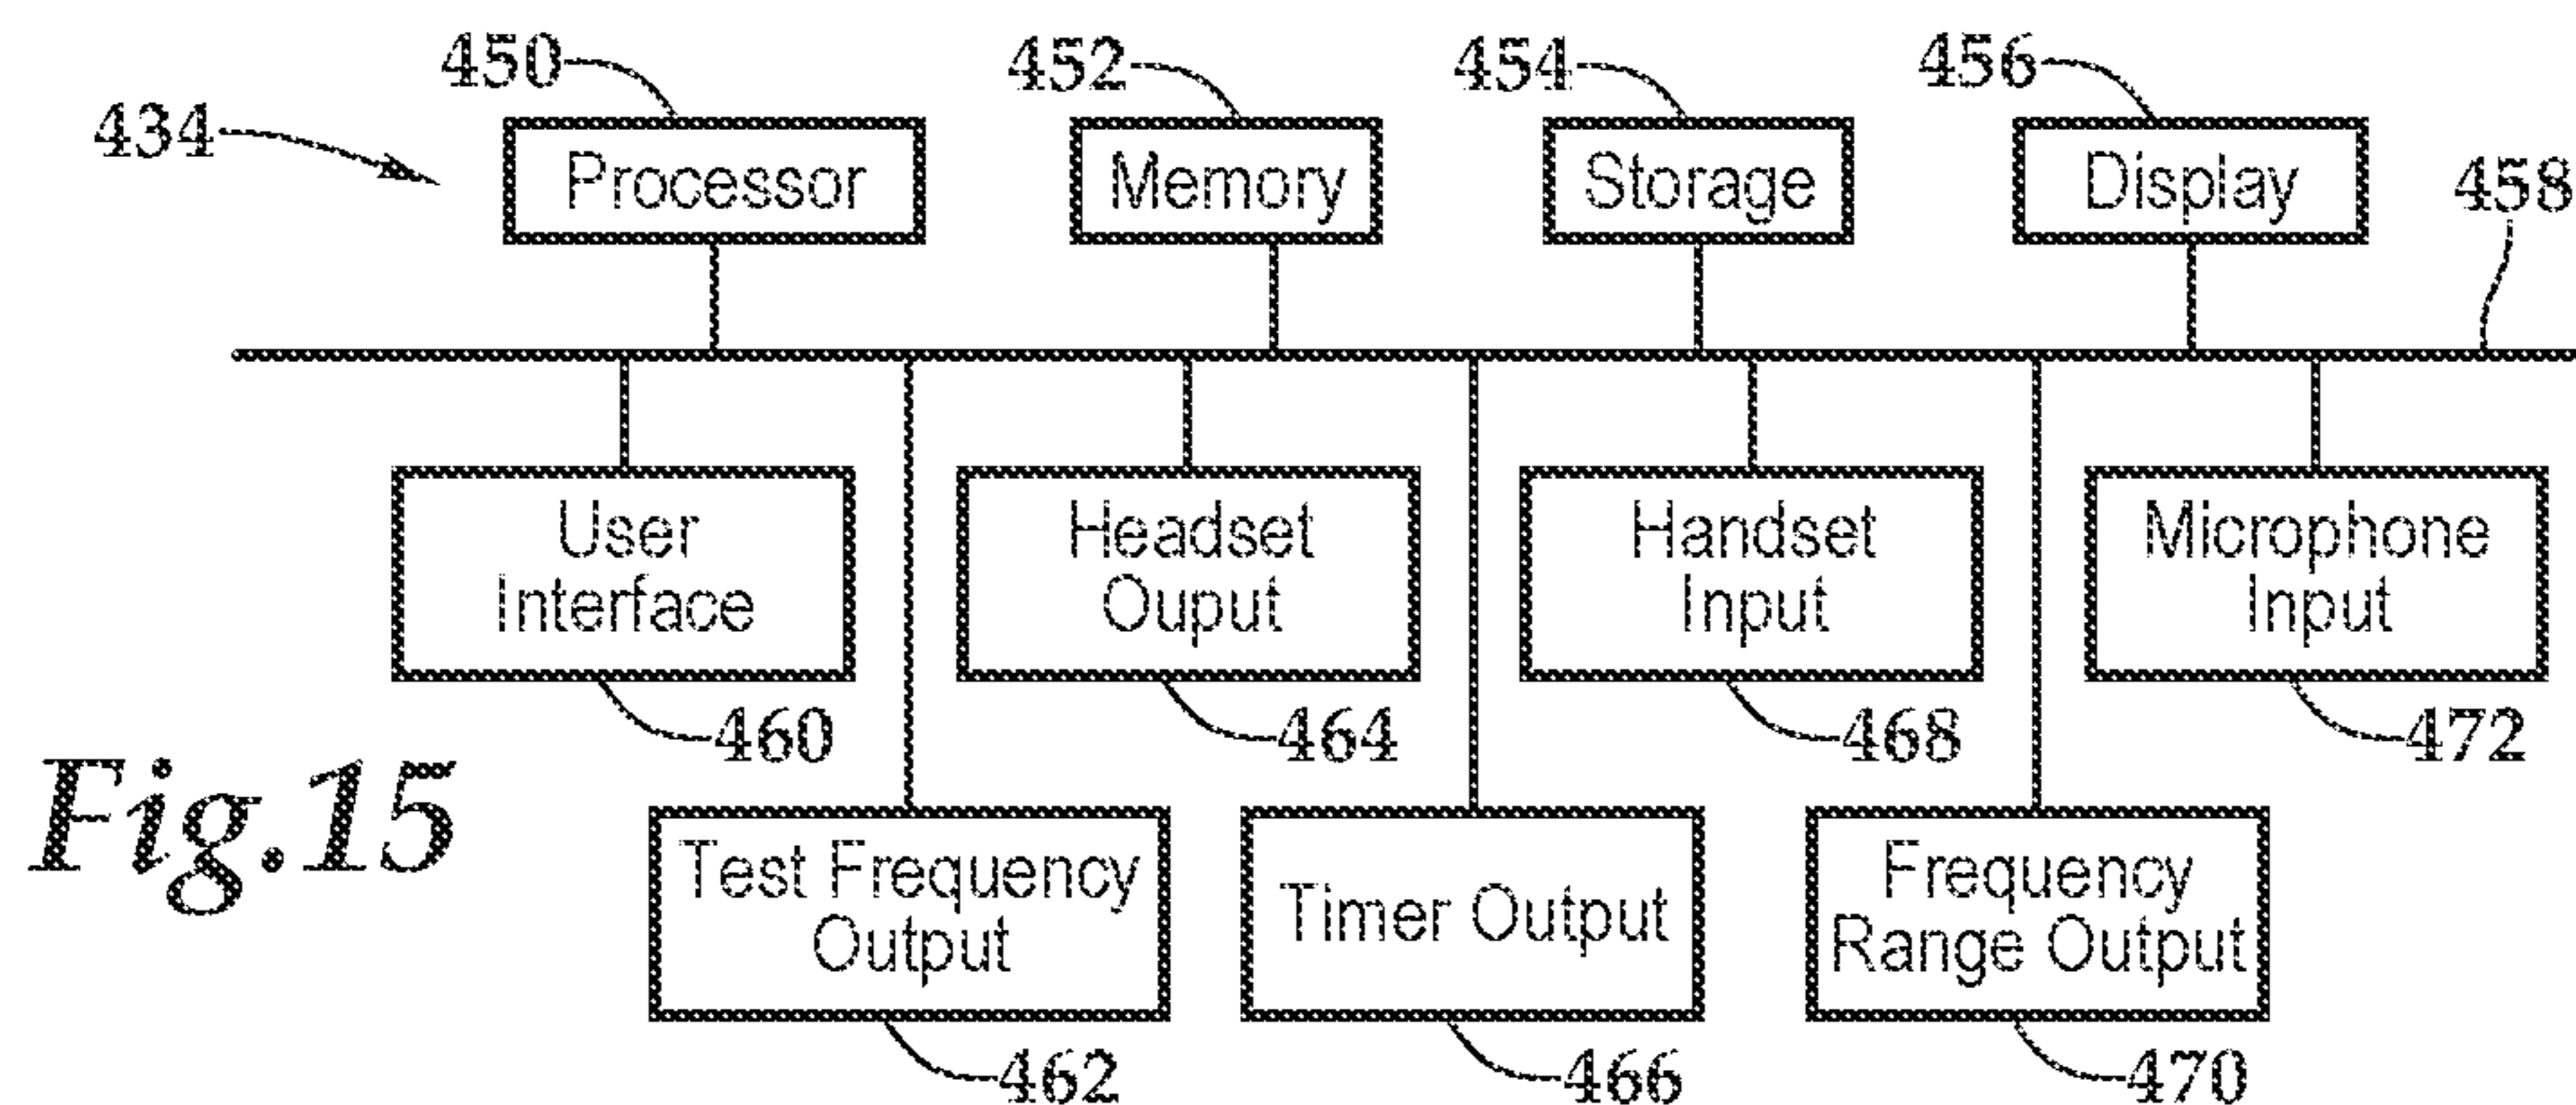 450
452
454
456
434
Processor
Memory
Storage
Display
458
User
Interface
Headset
Ouput
Handset
Input
Microphone
Input
460
464
468
472
Fig.15
Test Frequency
Output
Timer Output
Frequency
Range Output
462
466
470